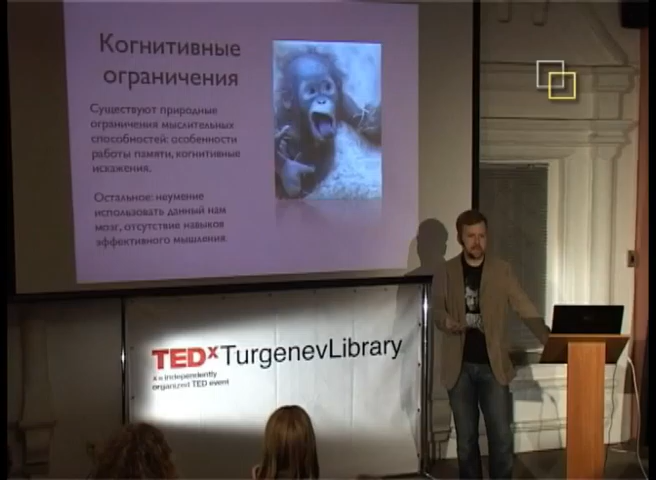 Когнитивные
ограничения
Существуют природные
ограничения мыслительных
способностей: особенности
работы памяти, когнитивные
искажения.
Остальное: неумение
использовать данный нам
мозг, отсутствие навыков
эффективного мышления
TEDxTurgenevLibrary
x = independently
organized TED event